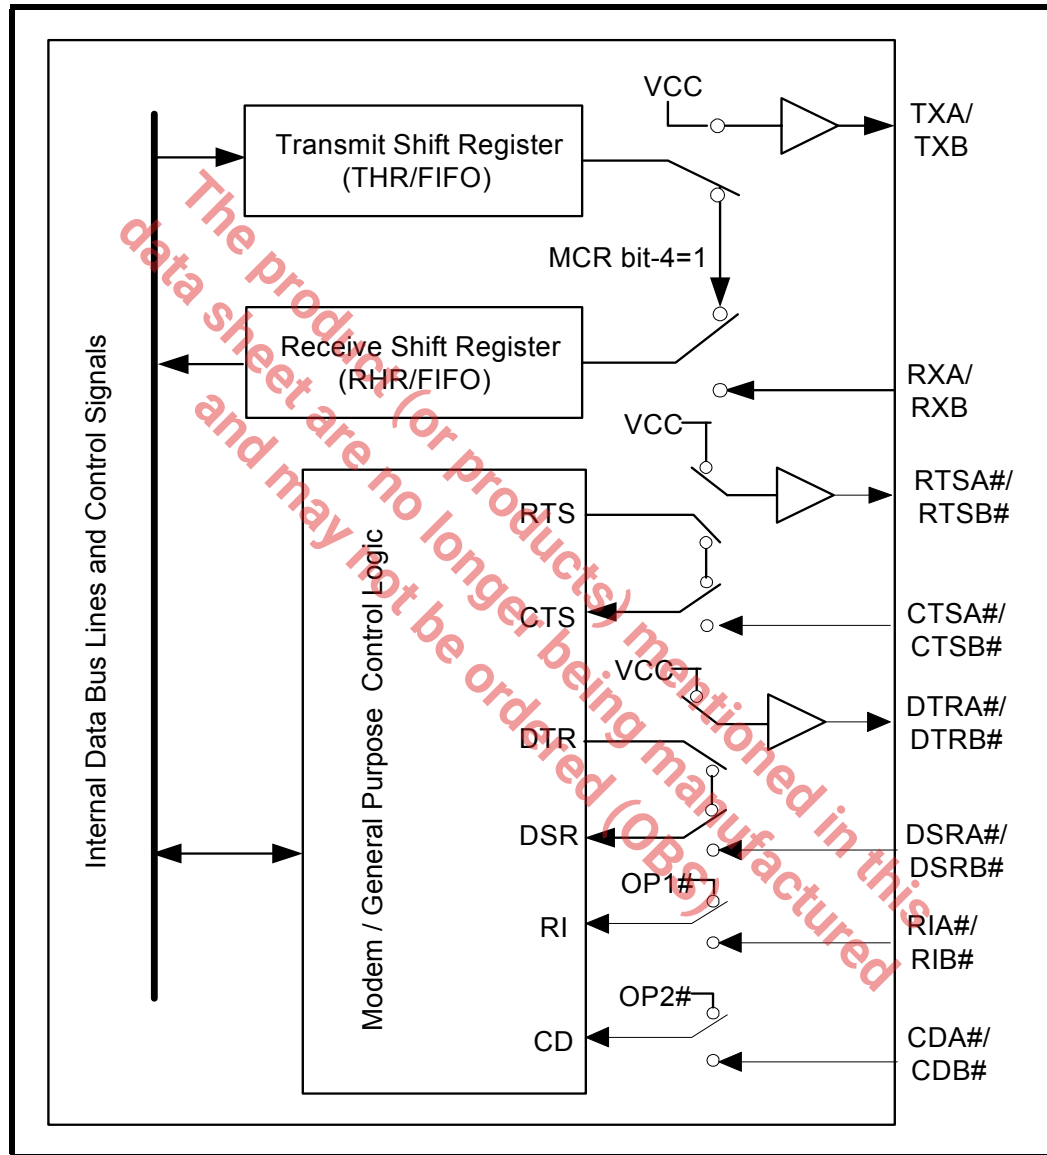 VCC
TXA/
TXB
Transmit Shift Register
(THR/FIFO)
MCR bit-4=1
Receive Shift Register
(RHR/FIFO)
RXA/
RXB
VCC
RTSA#/
RTSB#
RTS
CTS
CTSA#/
CTSB#
VCC
DTRA#/
DTRB#
DTR
DSR
DSRA#/
DSRB#
OP1#
RI
RIA#/
RIB#
OP2#
CD
CDA#/
CDB#
Internal Data Bus Lines and Control Signals
Modem / General Purpose Control Logic
The product (or products) mentioned in this
data sheet are no longer being manufactured
and may not be ordered (OBS)